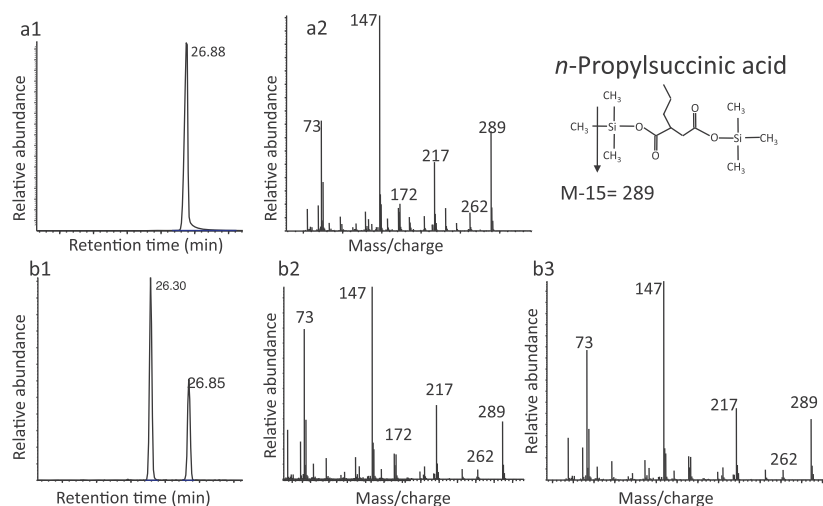 a1
26.88
Relative abundance
Retention time (min)
a2
147
73
172
217
262
289
Relative abundance
Mass/charge
n-Propylsuccinic acid
CH3
CH3
Si
CH3
O
O
O
O
CH3
Si
CH3
CH3
M-15= 289
b1
26.30
26.85
Relative abundance
Retention time (min)
b2
147
73
172
217
262
289
Relative abundance
Mass/charge
b3
147
73
217
262
289
Relative abundance
Mass/charge